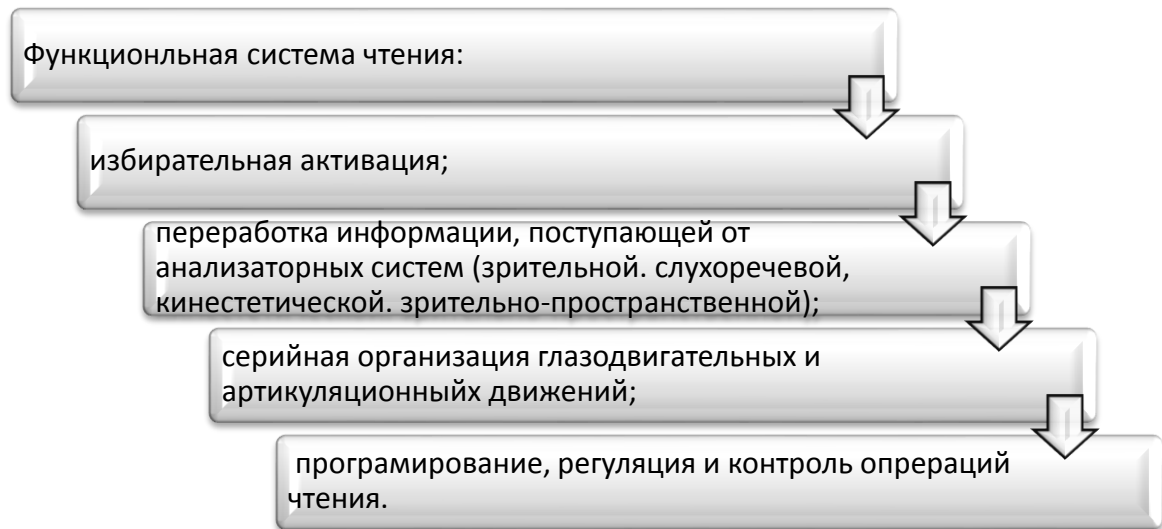 Функционльная система чтения:
избирательная активация;
переработка информации, поступающей от
анализаторных систем (зрительной. слухоречевой,
кинестетической. зрительно-пространственной);
серийная организация глазодвигательных и
артикуляционныйх движений;
програмирование, регуляция и контроль опрераций
чтения.